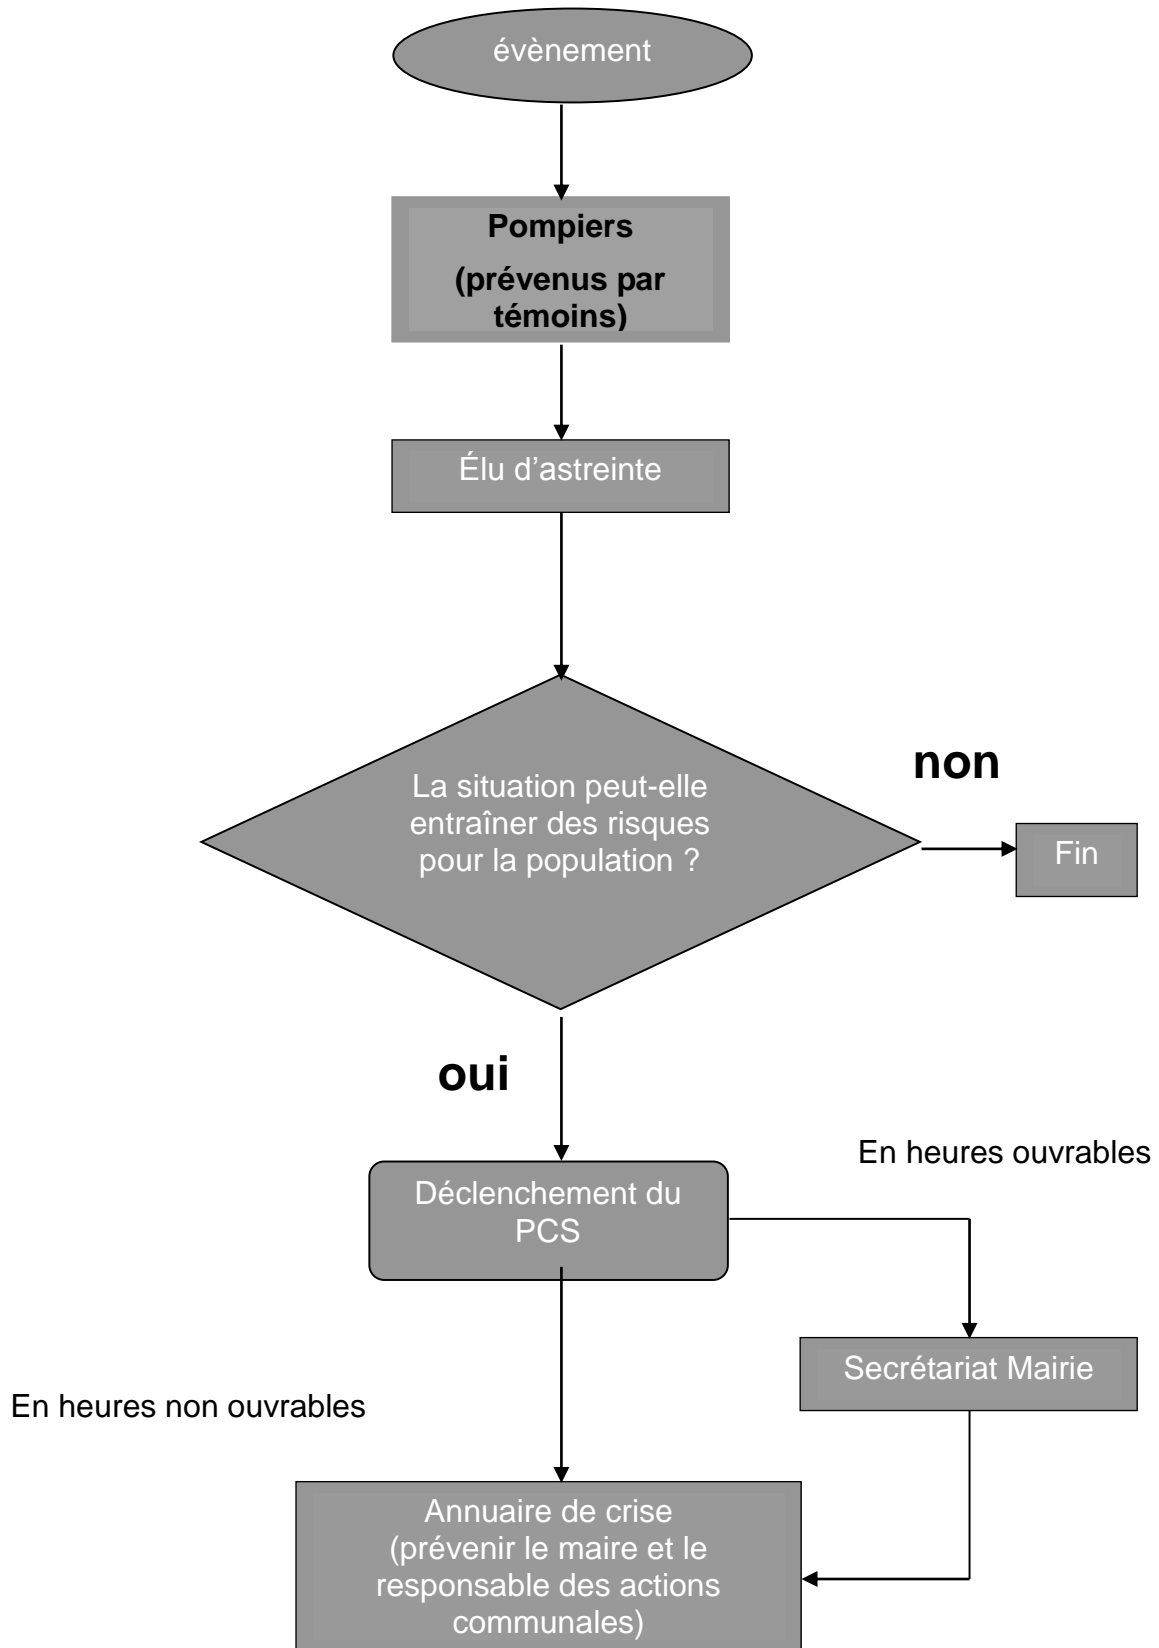 évènement
Pompiers
(prévenus par
témoins)
Élu d’astreinte
La situation peut-elle
entraîner des risques
pour la population ?
non
Fin
oui
En heures ouvrables
Déclenchement du
PCS
Secrétariat Mairie
En heures non ouvrables
Annuaire de crise
(prévenir le maire et le
responsable des actions
communales)